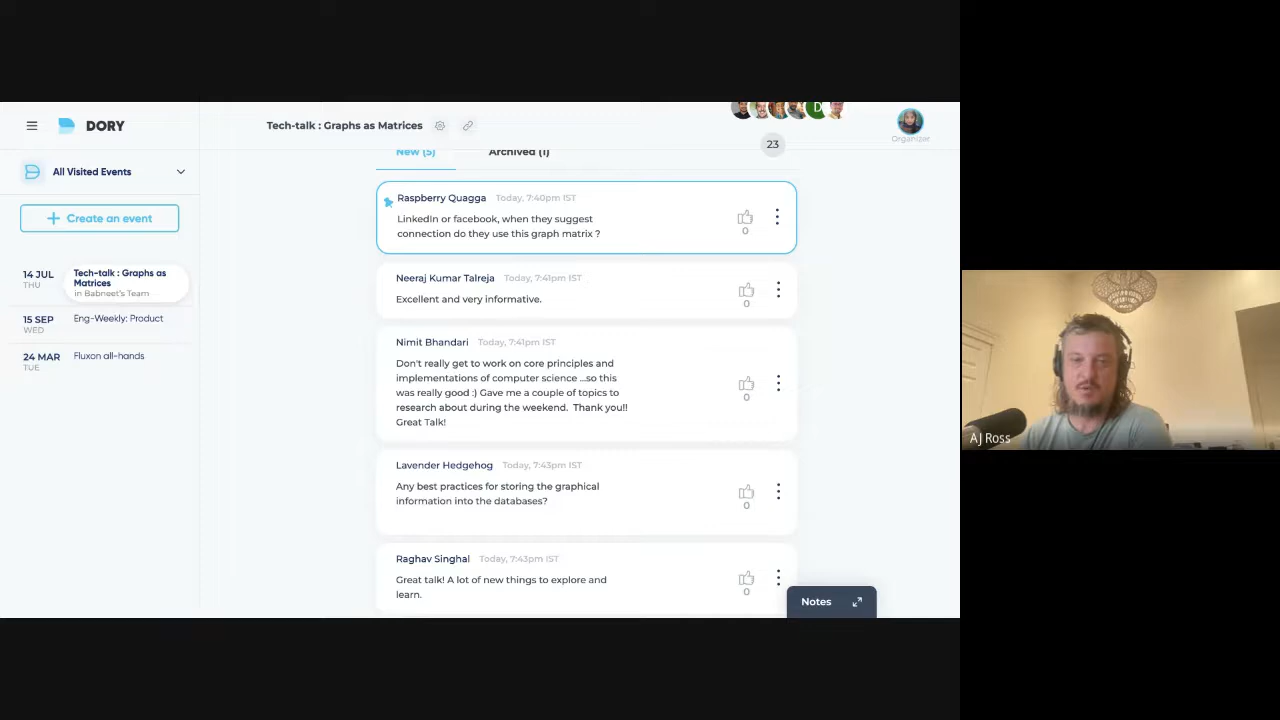 DORY
Tech-talk : Graphs as Matrices
D
Organizer
All Visited Events
New (5)
Archived (1)
23
+ Create an event
14 JUL
THU
Tech-talk : Graphs as
Matrices
in Babneet's Team
15 SEP
WED
Eng-Weekly: Product
24 MAR
TUE
Fluxon all-hands
Raspberry Quagga Today, 7:40pm IST
LinkedIn or facebook, when they suggest
connection do they use this graph matrix ?
0
Neeraj Kumar Talreja Today, 7:41pm IST
Excellent and very informative.
0
Nimit Bhandari Today, 7:41pm IST
Don't really get to work on core principles and
implementations of computer science ...so this
was really good :) Gave me a couple of topics to
research about during the weekend. Thank you!!
Great Talk!
0
Lavender Hedgehog Today, 7:43pm IST
Any best practices for storing the graphical
information into the databases?
0
Raghav Singhal Today, 7:43pm IST
Great talk! A lot of new things to explore and
learn.
0
Notes
AJ Ross